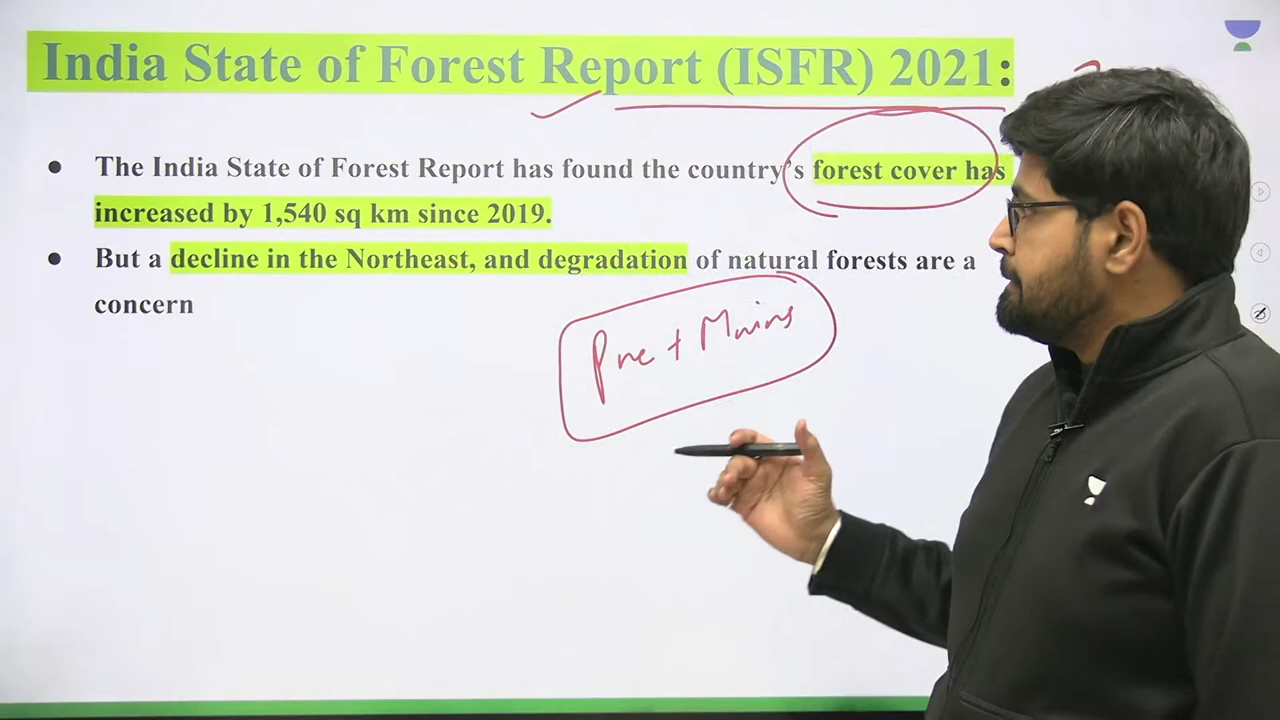 India State of Forest Report (ISFR) 2021:
• The India State of Forest Report has found the country's forest cover has
increased by 1,540 sq km since 2019.
• But a decline in the Northeast, and degradation of natural forests are a
concern
Pre + Mains